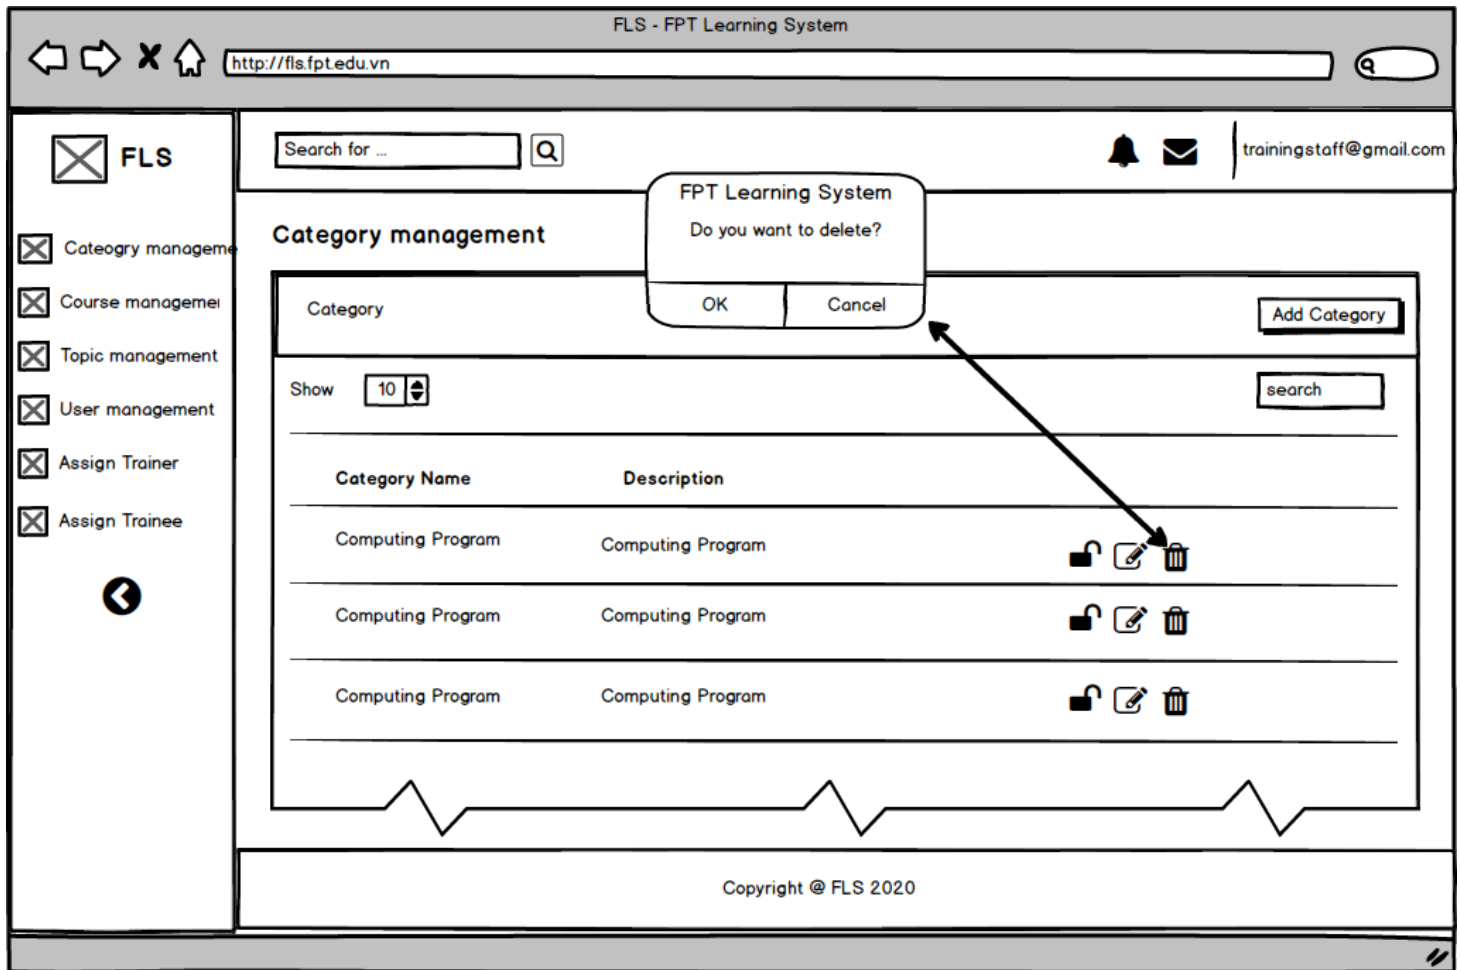 FLS - FPT Learning System
http://fls.fpt.edu.vn
FLS
Search for ...
trainingstaff@gmail.com
FPT Learning System
Do you want to delete?
OK Cancel
Cateogry manageme
Course managemer
Topic management
User management
Assign Trainer
Assign Trainee
Category management
Category
Add Category
Show 10
search
Category Name Description
Computing Program Computing Program
Computing Program Computing Program
Computing Program Computing Program
Copyright @ FLS 2020